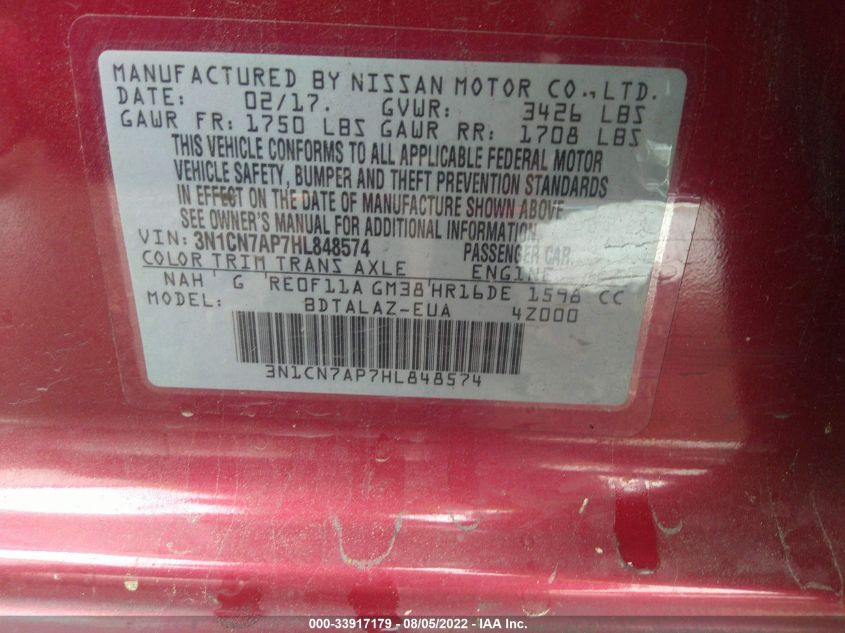 MANUFACTURED BY NISSAN MOTOR CO., LTD.
DATE: 02/17. GVWR: 3426 LBS
GAWR FR: 1750 LBS GAWR RR: 1708 LBS
THIS VEHICLE CONFORMS TO ALL APPLICABLE FEDERAL MOTOR
VEHICLE SAFETY, BUMPER AND THEFT PREVENTION STANDARDS
IN EFFECT ON THE DATE OF MANUFACTURE SHOWN ABOVE.
SEE OWNER'S MANUAL FOR ADDITIONAL INFORMATION.
VIN: 3N1CN7AP7HL848574 PASSENGER CAR
COLOR TRIM TRANS AXLE ENGINE
NAH G RE0F11A GM38 HR16DE 1598 CC
MODEL: BDTALAZ-EUA 4Z000
3N1CN7AP7HL848574
000-33917179 - 08/05/2022 - IAA Inc.